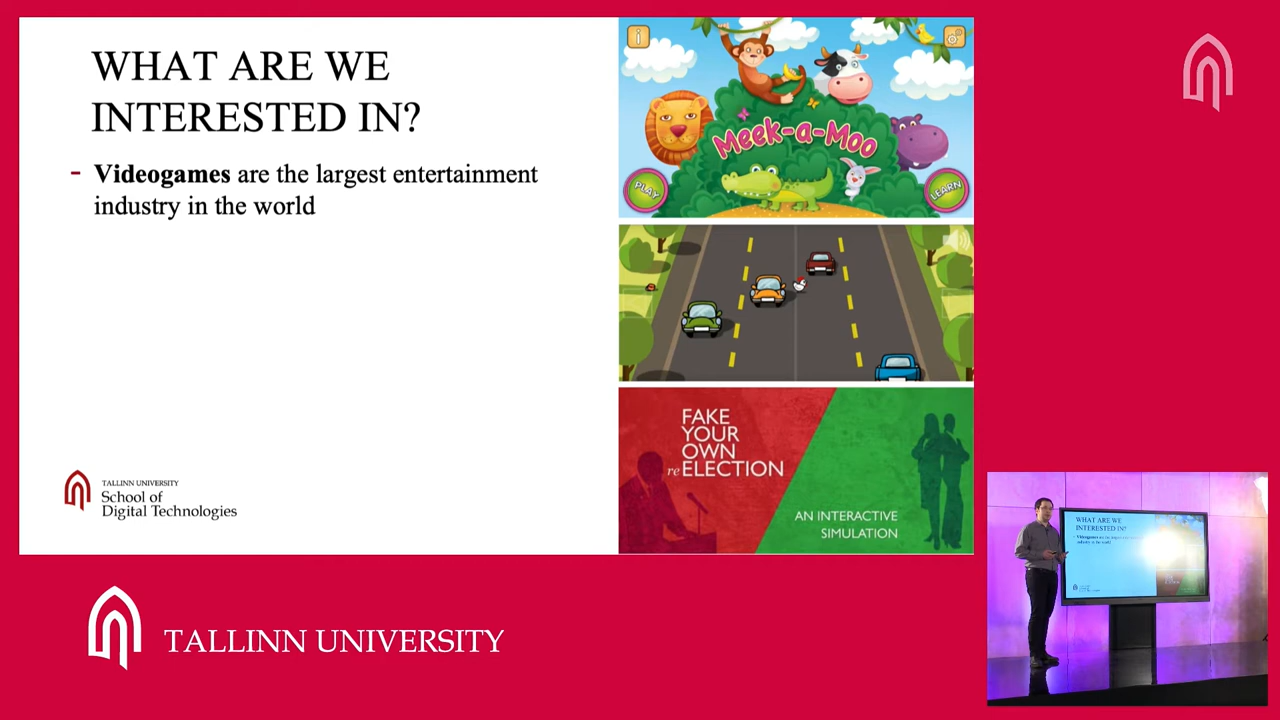 WHAT ARE WE
INTERESTED IN?
- Videogames are the largest entertainment
industry in the world
i
Meek-a-Moo
PLAY
LEARN
FAKE
YOUR
OWN
reELECTION
AN INTERACTIVE
SIMULATION
TALLINN UNIVERSITY
School of
Digital Technologies
TALLINN UNIVERSITY
WHAT ARE WE
INTERESTED IN?